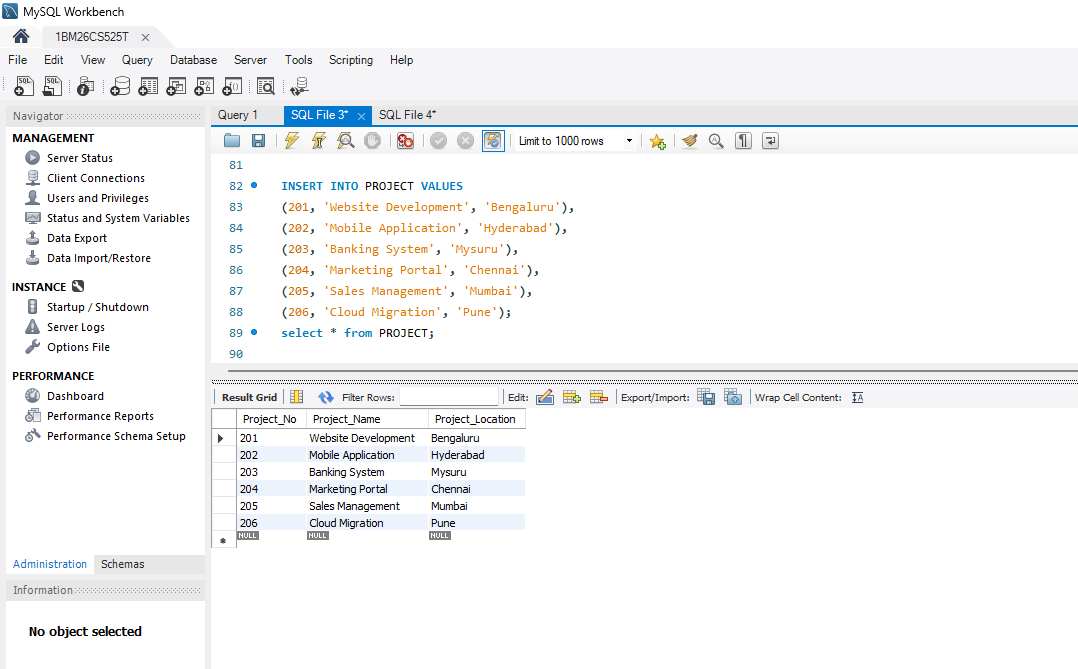 MySQL Workbench
1BM26CS525T
File Edit View Query Database Server Tools Scripting Help
Navigator
MANAGEMENT
Server Status
Client Connections
Users and Privileges
Status and System Variables
Data Export
Data Import/Restore
INSTANCE
Startup / Shutdown
Server Logs
Options File
PERFORMANCE
Dashboard
Performance Reports
Performance Schema Setup
Administration Schemas
Information
No object selected
Query 1 SQL File 3* SQL File 4*
Limit to 1000 rows
81
82 INSERT INTO PROJECT VALUES
83 (201, 'Website Development', 'Bengaluru'),
84 (202, 'Mobile Application', 'Hyderabad'),
85 (203, 'Banking System', 'Mysuru'),
86 (204, 'Marketing Portal', 'Chennai'),
87 (205, 'Sales Management', 'Mumbai'),
88 (206, 'Cloud Migration', 'Pune');
89 select * from PROJECT;
90
Result Grid Filter Rows: Edit: Export/Import: Wrap Cell Content:
Project_No Project_Name Project_Location
201 Website Development Bengaluru
202 Mobile Application Hyderabad
203 Banking System Mysuru
204 Marketing Portal Chennai
205 Sales Management Mumbai
206 Cloud Migration Pune
NULL NULL NULL